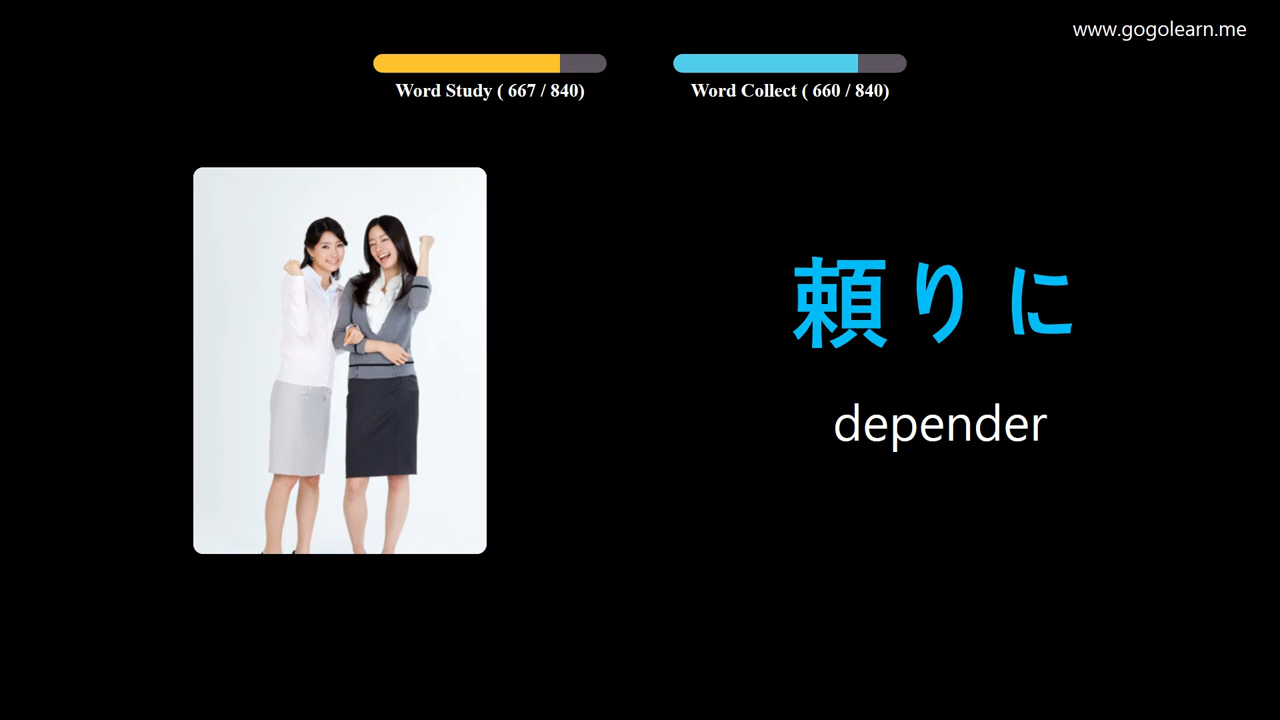 www.gogolearn.me
Word Study ( 667 / 840)
Word Collect ( 660 / 840)
頼りに
depender